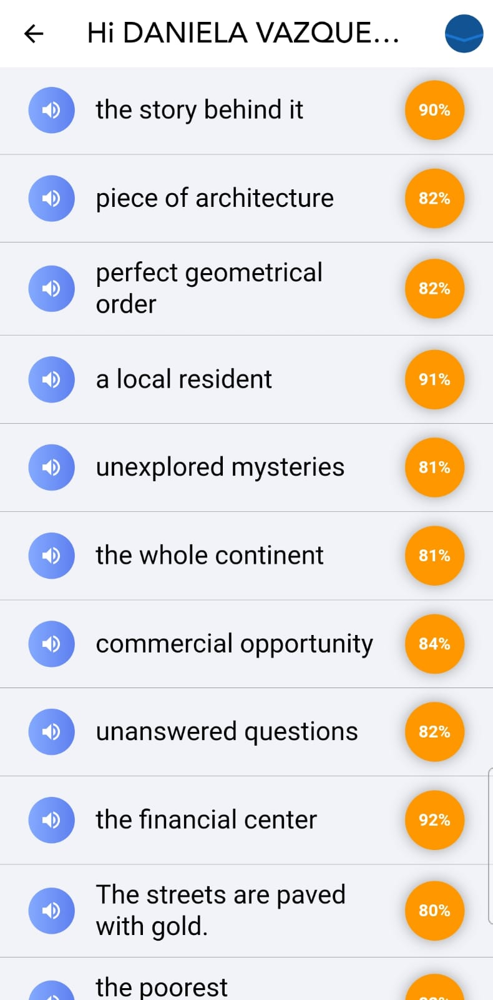 Hi DANIELA VAZQUE...
the story behind it
90%
piece of architecture
82%
perfect geometrical
order
82%
a local resident
91%
unexplored mysteries
81%
the whole continent
81%
commercial opportunity
84%
unanswered questions
82%
the financial center
92%
The streets are paved
with gold.
80%
the poorest